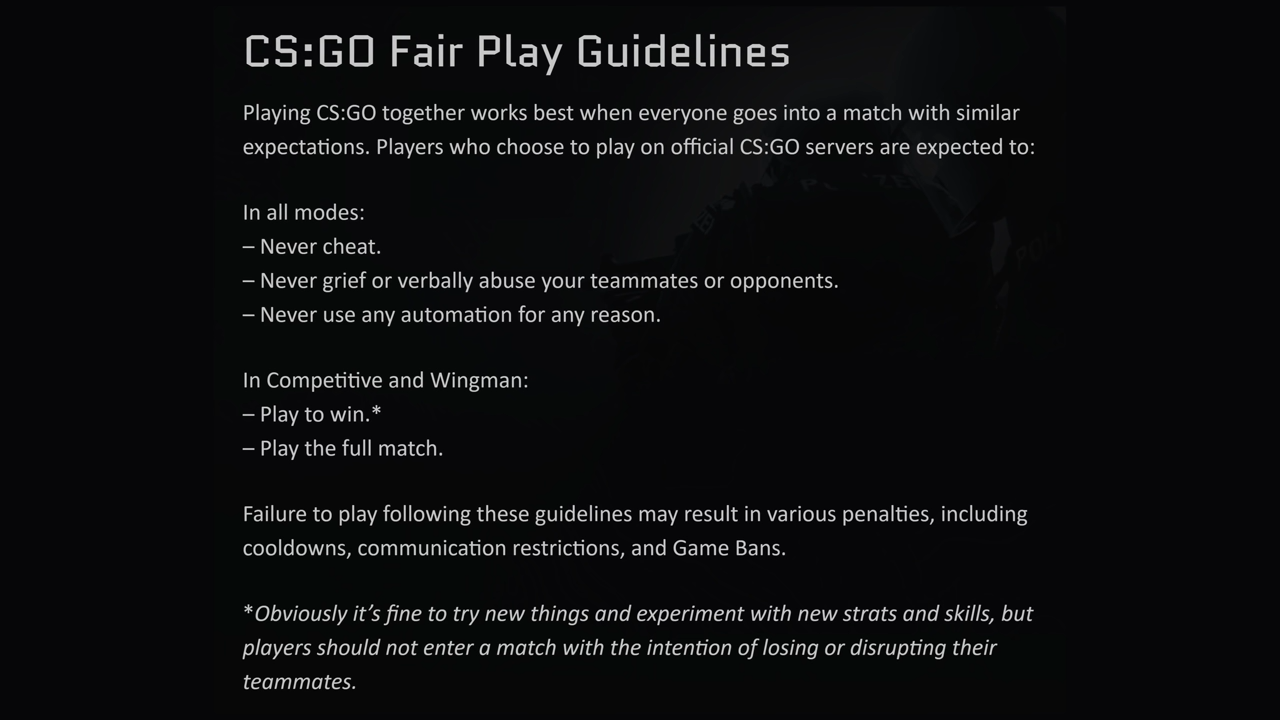 CS:GO Fair Play Guidelines
Playing CS:GO together works best when everyone goes into a match with similar
expectations. Players who choose to play on official CS:GO servers are expected to:
In all modes:
– Never cheat.
– Never grief or verbally abuse your teammates or opponents.
– Never use any automation for any reason.
In Competitive and Wingman:
– Play to win.*
– Play the full match.
Failure to play following these guidelines may result in various penalties, including
cooldowns, communication restrictions, and Game Bans.
*Obviously it’s fine to try new things and experiment with new strats and skills, but
players should not enter a match with the intention of losing or disrupting their
teammates.